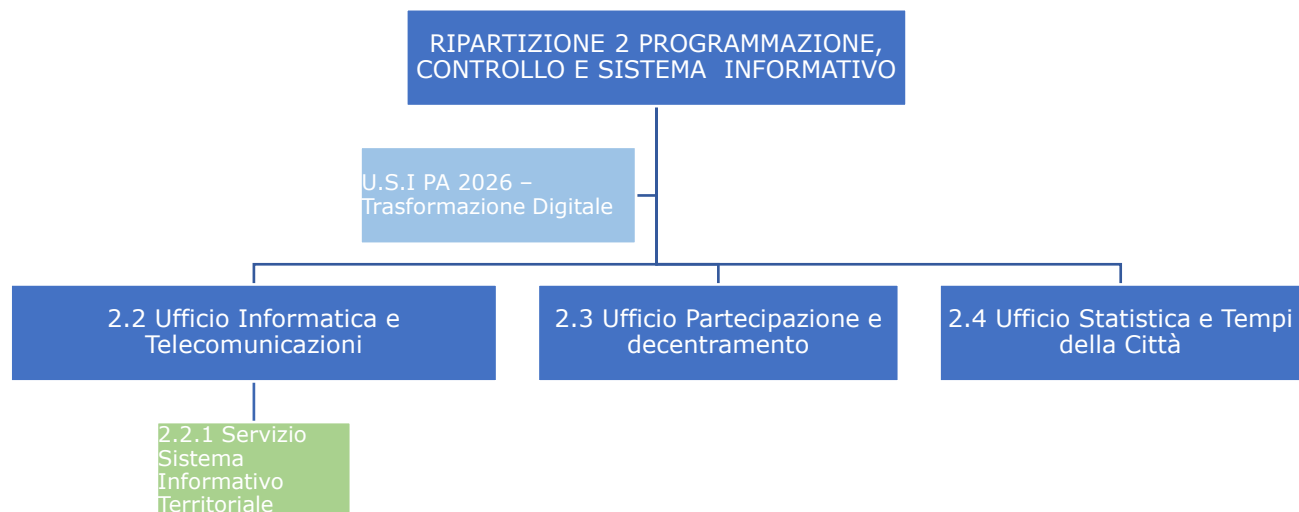 RIPARTIZIONE 2 PROGRAMMAZIONE,
CONTROLLO E SISTEMA INFORMATIVO
U.S.I PA 2026 –
Trasformazione Digitale
2.2 Ufficio Informatica e
Telecomunicazioni
2.3 Ufficio Partecipazione e
decentramento
2.4 Ufficio Statistica e Tempi
della Città
2.2.1 Servizio
Sistema
Informativo
Territoriale